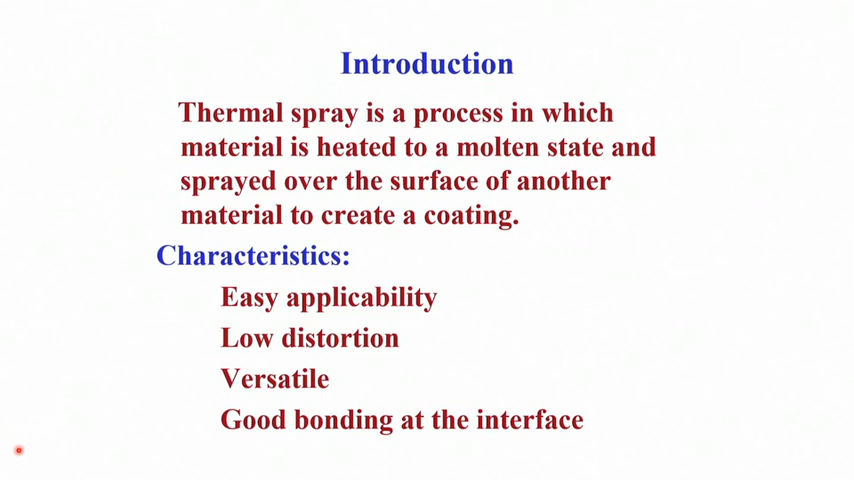 Introduction
Thermal spray is a process in which
material is heated to a molten state and
sprayed over the surface of another
material to create a coating.
Characteristics:
Easy applicability
Low distortion
Versatile
Good bonding at the interface